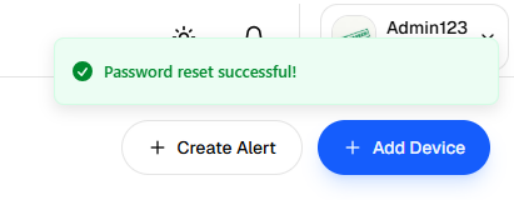 Admin123
Password reset successful!
+ Create Alert
+ Add Device